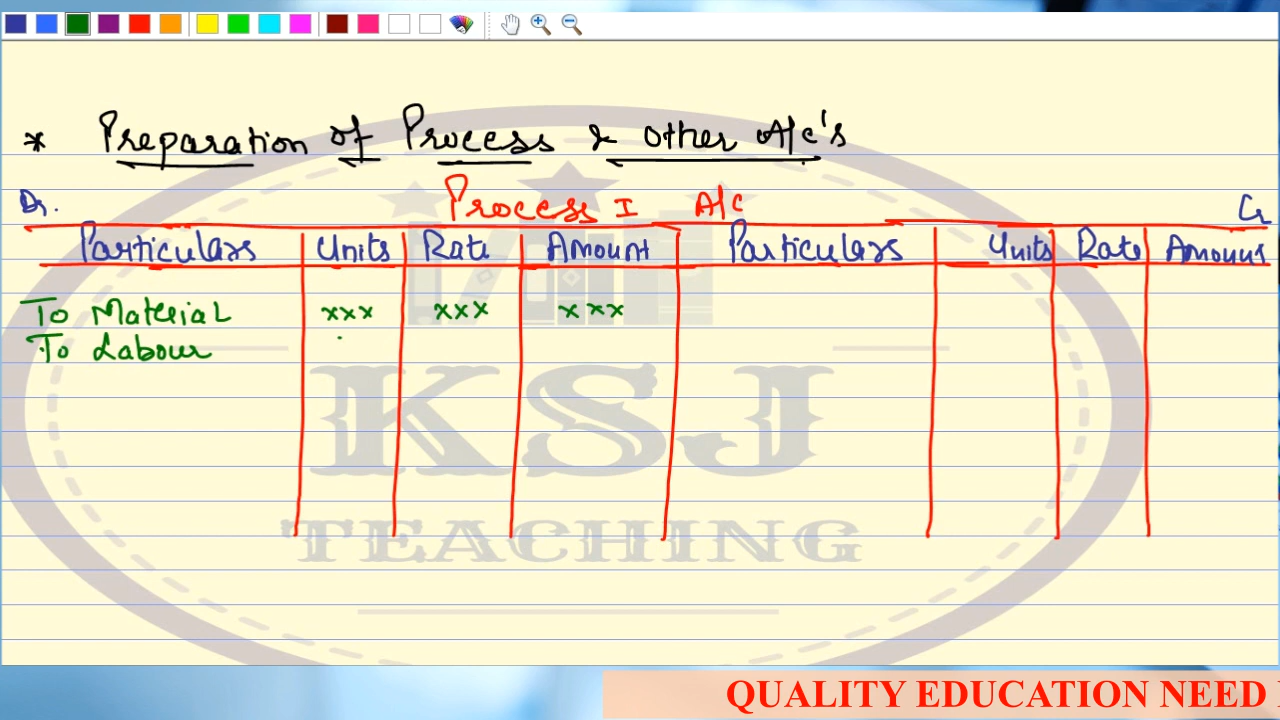 * Preparation of Process & Other A/c's
Dr. Process I A/c Cr
Particulars Units Rate Amount Particulars Units Rate Amount
To Material xxx xxx xxx
To Labour
KSJ
TEACHING
QUALITY EDUCATION NEED